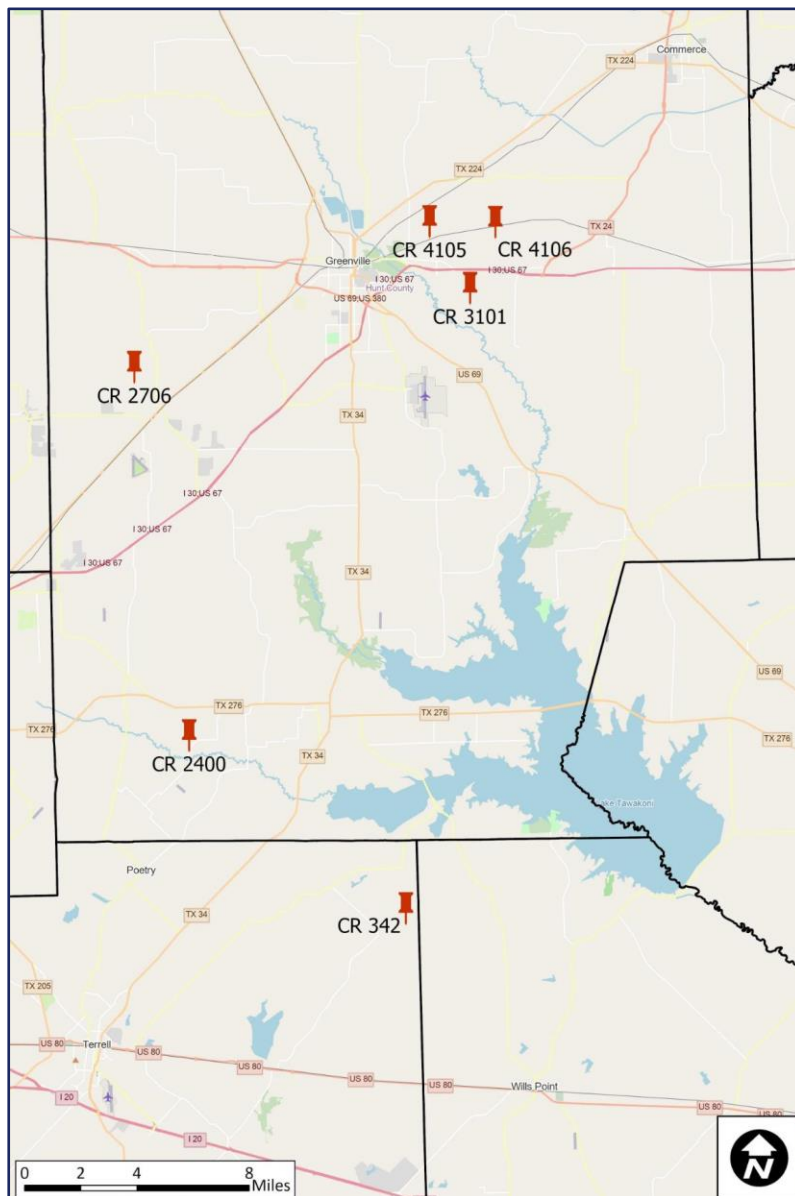 Commerce
TX 224
TX 224
TX 24
CR 4105
CR 4106
Greenville
I 30;US 67
I 30;US 67
Hunt County
US 69;US 380
CR 3101
CR 2706
US 69
TX 34
I 30;US 67
I 30;US 67
I 30;US 67
TX 34
US 69
TX 276
TX 276
TX 276
TX 276
CR 2400
TX 34
Lake Tawakoni
Poetry
TX 34
CR 342
TX 205
US 80
Terrell
US 80
US 80
US 80
US 80
Wills Point
US 80
US 80
I 20
I 20
0 2 4 8
Miles
N